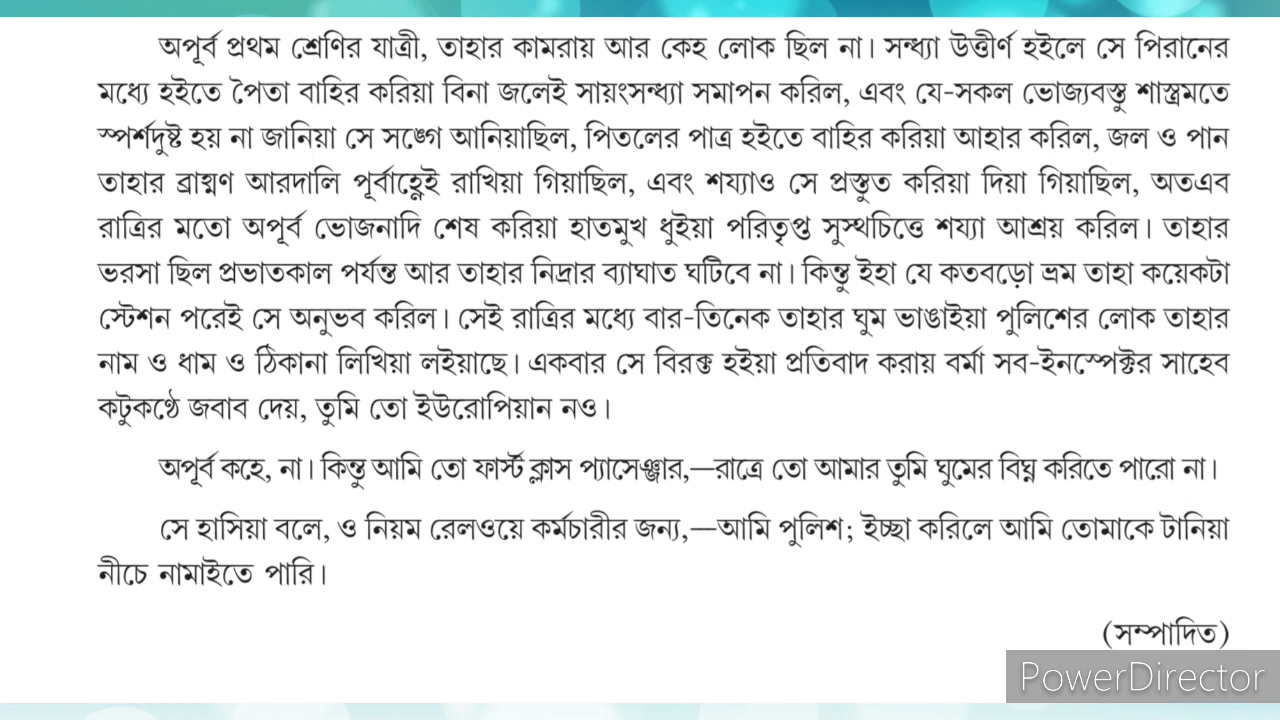 অপূর্ব প্রথম শ্রেণির যাত্রী, তাহার কামরায় আর কেহ লোক ছিল না। সন্ধ্যা উত্তীর্ণ হইলে সে পিরানের
মধ্যে হইতে পৈতা বাহির করিয়া বিনা জলেই সায়ংসন্ধ্যা সমাপন করিল, এবং যে-সকল ভোজ্যবস্তু শাস্ত্রমতে
স্পর্শদুষ্ট হয় না জানিয়া সে সঙ্গে আনিয়াছিল, পিতলের পাত্র হইতে বাহির করিয়া আহার করিল, জল ও পান
তাহার ব্রাহ্মণ আরদালি পূর্বাহ্ণেই রাখিয়া গিয়াছিল, এবং শয্যাও সে প্রস্তুত করিয়া দিয়া গিয়াছিল, অতএব
রাত্রির মতো অপূর্ব ভোজনাদি শেষ করিয়া হাতমুখ ধুইয়া পরিতৃপ্ত সুস্থচিত্তে শয্যা আশ্রয় করিল। তাহার
ভরসা ছিল প্রভাতকাল পর্যন্ত আর তাহার নিদ্রার ব্যাঘাত ঘটিবে না। কিন্তু ইহা যে কতবড়ো ভ্রম তাহা কয়েকটা
স্টেশন পরেই সে অনুভব করিল। সেই রাত্রির মধ্যে বার-তিনেক তাহার ঘুম ভাঙাইয়া পুলিশের লোক তাহার
নাম ও ধাম ও ঠিকানা লিখিয়া লইয়াছে। একবার সে বিরক্ত হইয়া প্রতিবাদ করায় বর্মা সব-ইনস্পেক্টর সাহেব
কটুকণ্ঠে জবাব দেয়, তুমি তো ইউরোপিয়ান নও।
অপূর্ব কহে, না। কিন্তু আমি তো ফার্স্ট ক্লাস প্যাসেঞ্জার,—রাত্রে তো আমার তুমি ঘুমের বিঘ্ন করিতে পারো না।
সে হাসিয়া বলে, ও নিয়ম রেলওয়ে কর্মচারীর জন্য,—আমি পুলিশ; ইচ্ছা করিলে আমি তোমাকে টানিয়া
নীচে নামাইতে পারি।
(সম্পাদিত)
PowerDirector